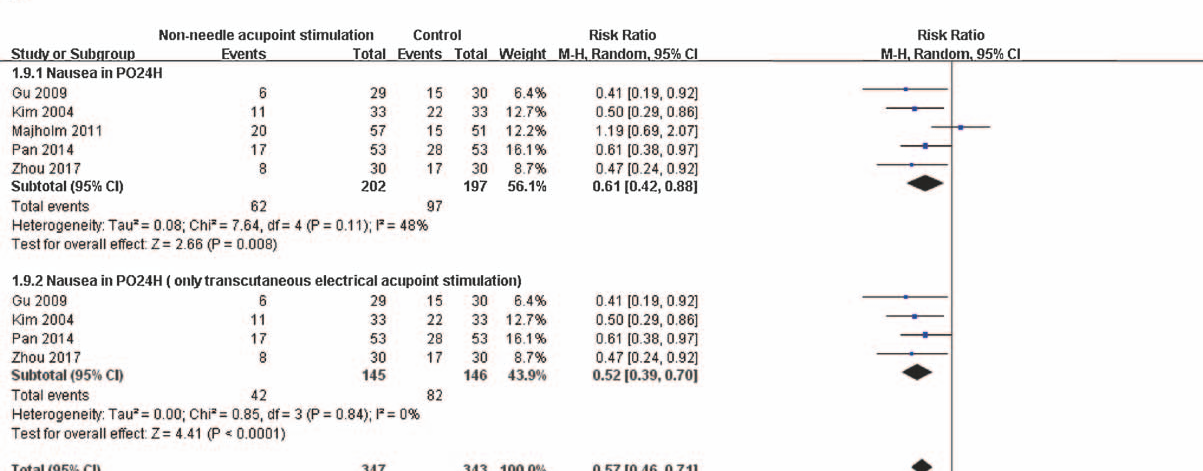 Non-needle acupoint stimulation Control Risk Ratio Risk Ratio
Study or Subgroup Events Total Events Total Weight M-H, Random, 95% CI M-H, Random, 95% CI
1.9.1 Nausea in PO24H
Gu 2009 6 29 15 30 6.4% 0.41 [0.19, 0.92]
Kim 2004 11 33 22 33 12.7% 0.50 [0.29, 0.86]
Majholm 2011 20 57 15 51 12.2% 1.19 [0.69, 2.07]
Pan 2014 17 53 28 53 16.1% 0.61 [0.38, 0.97]
Zhou 2017 8 30 17 30 8.7% 0.47 [0.24, 0.92]
Subtotal (95% CI) 202 197 56.1% 0.61 [0.42, 0.88]
Total events 62 97
Heterogeneity: Tau² = 0.08; Chi² = 7.64, df = 4 (P = 0.11); I² = 48%
Test for overall effect: Z = 2.66 (P = 0.008)
1.9.2 Nausea in PO24H ( only transcutaneous electrical acupoint stimulation)
Gu 2009 6 29 15 30 6.4% 0.41 [0.19, 0.92]
Kim 2004 11 33 22 33 12.7% 0.50 [0.29, 0.86]
Pan 2014 17 53 28 53 16.1% 0.61 [0.38, 0.97]
Zhou 2017 8 30 17 30 8.7% 0.47 [0.24, 0.92]
Subtotal (95% CI) 145 146 43.9% 0.52 [0.39, 0.70]
Total events 42 82
Heterogeneity: Tau² = 0.00; Chi² = 0.85, df = 3 (P = 0.84); I² = 0%
Test for overall effect: Z = 4.41 (P < 0.0001)
Total (95% CI) 347 343 100.0% 0.57 [0.46, 0.71]